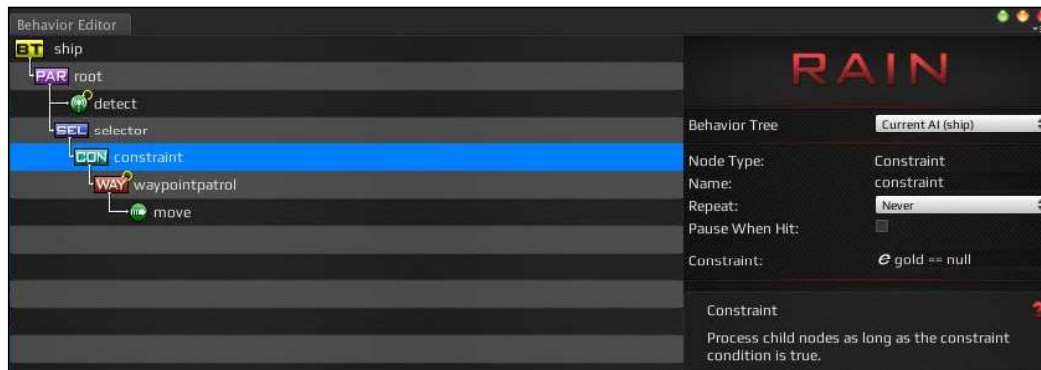 Behavior Editor
BT ship
PAR root
detect
SEL selector
CON constraint
WAY waypointpatrol
move
RAIN
Behavior Tree Current AI (ship)
Node Type: Constraint
Name: constraint
Repeat: Never
Pause When Hit:
Constraint: e gold == null
Constraint ?
Process child nodes as long as the constraint
condition is true.